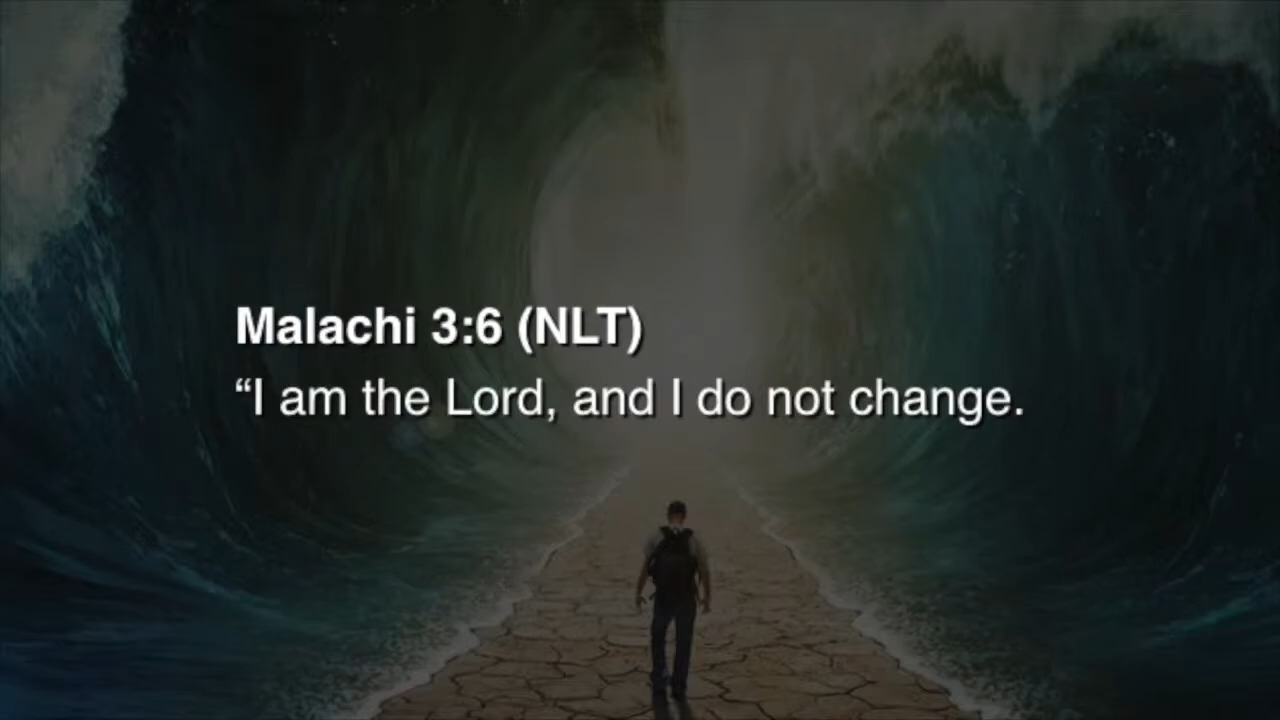 Malachi 3:6 (NLT)
“I am the Lord, and I do not change.